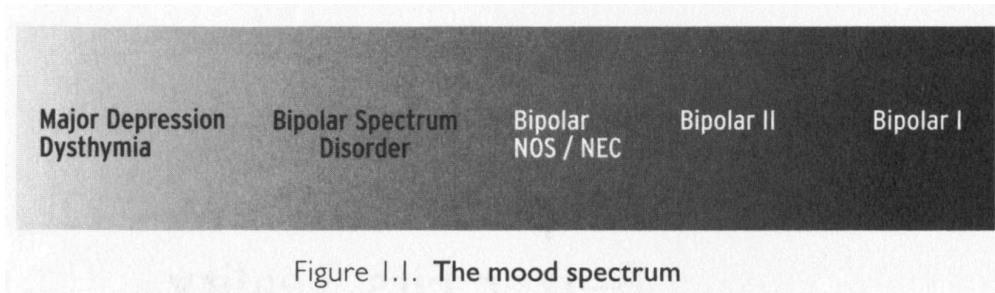 Major Depression
Dysthymia
Bipolar Spectrum
Disorder
Bipolar
NOS / NEC
Bipolar II
Bipolar I
Figure 1.1. The mood spectrum